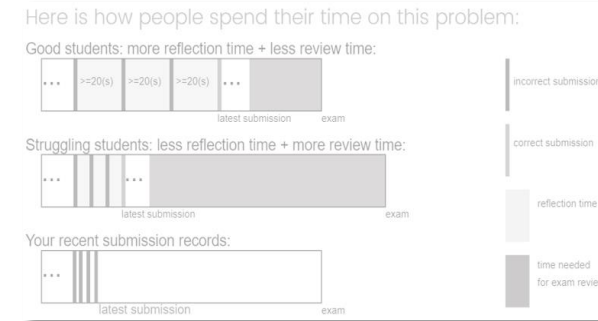 Here is how people spend their time on this problem:
Good students: more reflection time + less review time:
... >=20(s) >=20(s) >=20(s) ...
latest submission exam
Struggling students: less reflection time + more review time:
... ...
latest submission exam
Your recent submission records:
...
latest submission exam
incorrect submission
correct submission
reflection time
time needed
for exam